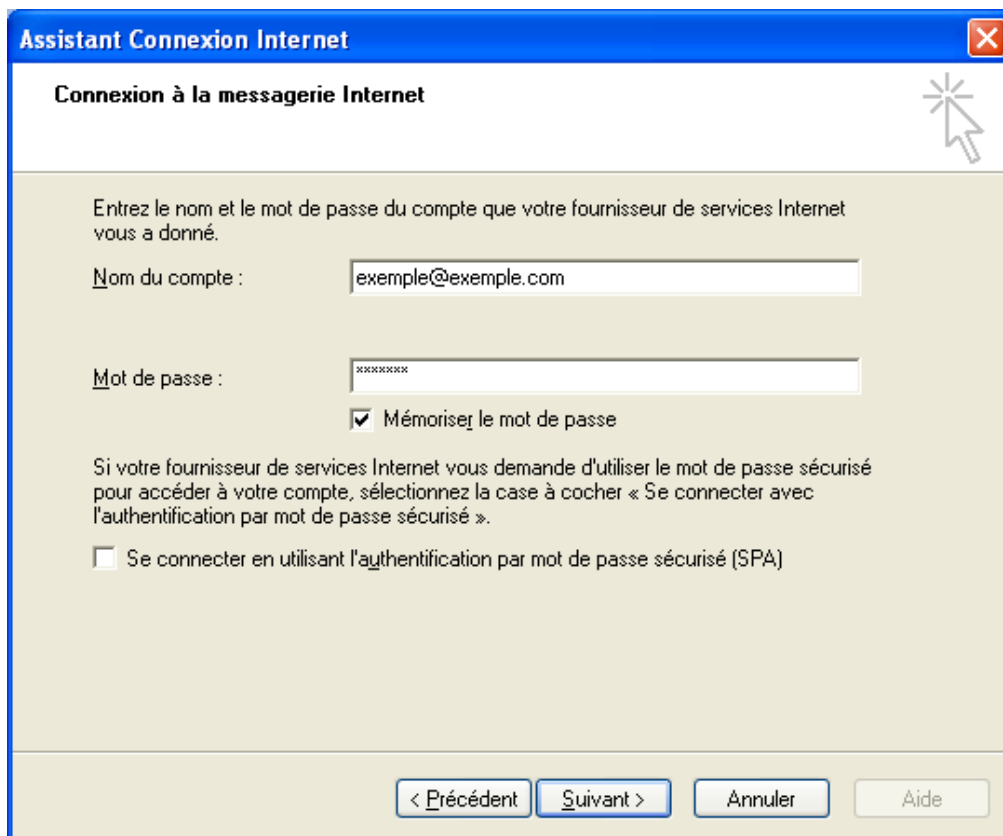 Assistant Connexion Internet
Connexion à la messagerie Internet
Entrez le nom et le mot de passe du compte que votre fournisseur de services Internet
vous a donné.
Nom du compte :
exemple@exemple.com
Mot de passe :
*******
Mémoriser le mot de passe
Si votre fournisseur de services Internet vous demande d'utiliser le mot de passe sécurisé
pour accéder à votre compte, sélectionnez la case à cocher « Se connecter avec
l'authentification par mot de passe sécurisé ».
Se connecter en utilisant l'authentification par mot de passe sécurisé (SPA)
< Précédent
Suivant >
Annuler
Aide